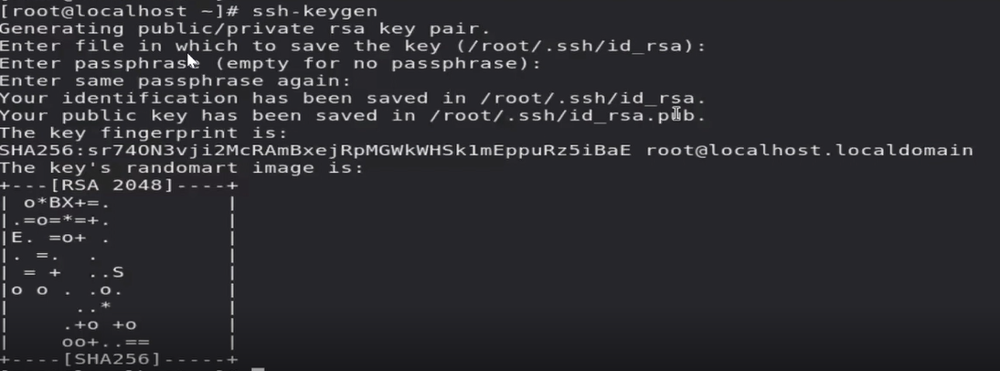 [root@localhost ~]# ssh-keygen
Generating public/private rsa key pair.
Enter file in which to save the key (/root/.ssh/id_rsa):
Enter passphrase (empty for no passphrase):
Enter same passphrase again:
Your identification has been saved in /root/.ssh/id_rsa.
Your public key has been saved in /root/.ssh/id_rsa.pub.
The key fingerprint is:
SHA256:sr74ON3vji2McRAmBxejRpMGWkWHSk1mEppuRz5iBaE root@localhost.localdomain
The key's randomart image is:
+---[RSA 2048]----+
| o*BX+=.         |
|.=o=*=+.         |
|E. =o+ .         |
|. =.  .          |
| = +  ..S        |
|o o . .o.        |
|     ..*         |
|    .+o +o       |
|    oo+..==      |
+----[SHA256]-----+